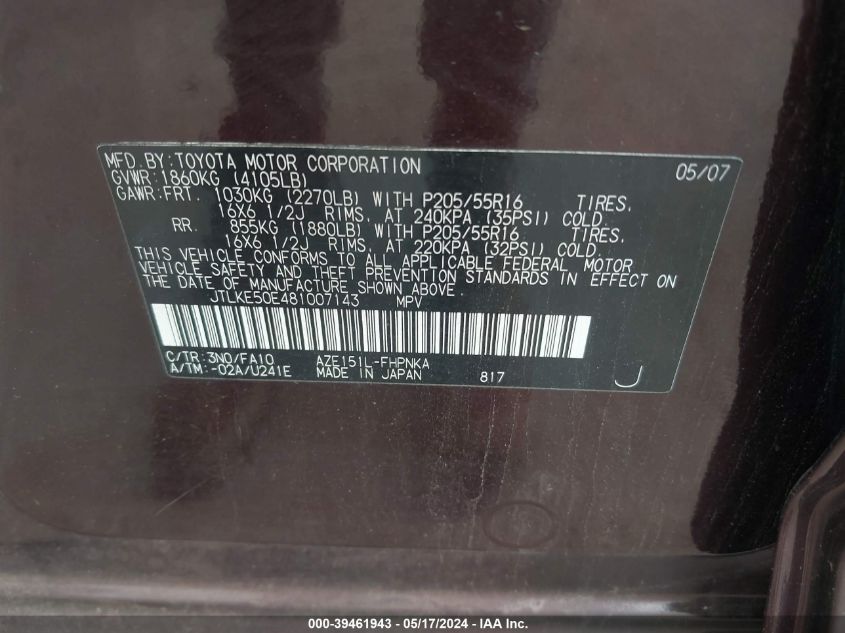 MFD.BY:TOYOTA MOTOR CORPORATION 05/07
GVWR:1860KG (4105LB)
GAWR:FRT. 1030KG (2270LB) WITH P205/55R16 TIRES,
16X6 1/2J RIMS, AT 240KPA (35PSI) COLD.
RR. 855KG (1880LB) WITH P205/55R16 TIRES,
16X6 1/2J RIMS, AT 220KPA (32PSI) COLD.
THIS VEHICLE CONFORMS TO ALL APPLICABLE FEDERAL MOTOR
VEHICLE SAFETY AND THEFT PREVENTION STANDARDS IN EFFECT ON
THE DATE OF MANUFACTURE SHOWN ABOVE.
JTLKE50E481007143 MPV
C/TR:3N0/FA10 AZE151L-FHPNKA
A/TM:-02A/U241E MADE IN JAPAN 817 J
000-39461943 - 05/17/2024 - IAA Inc.